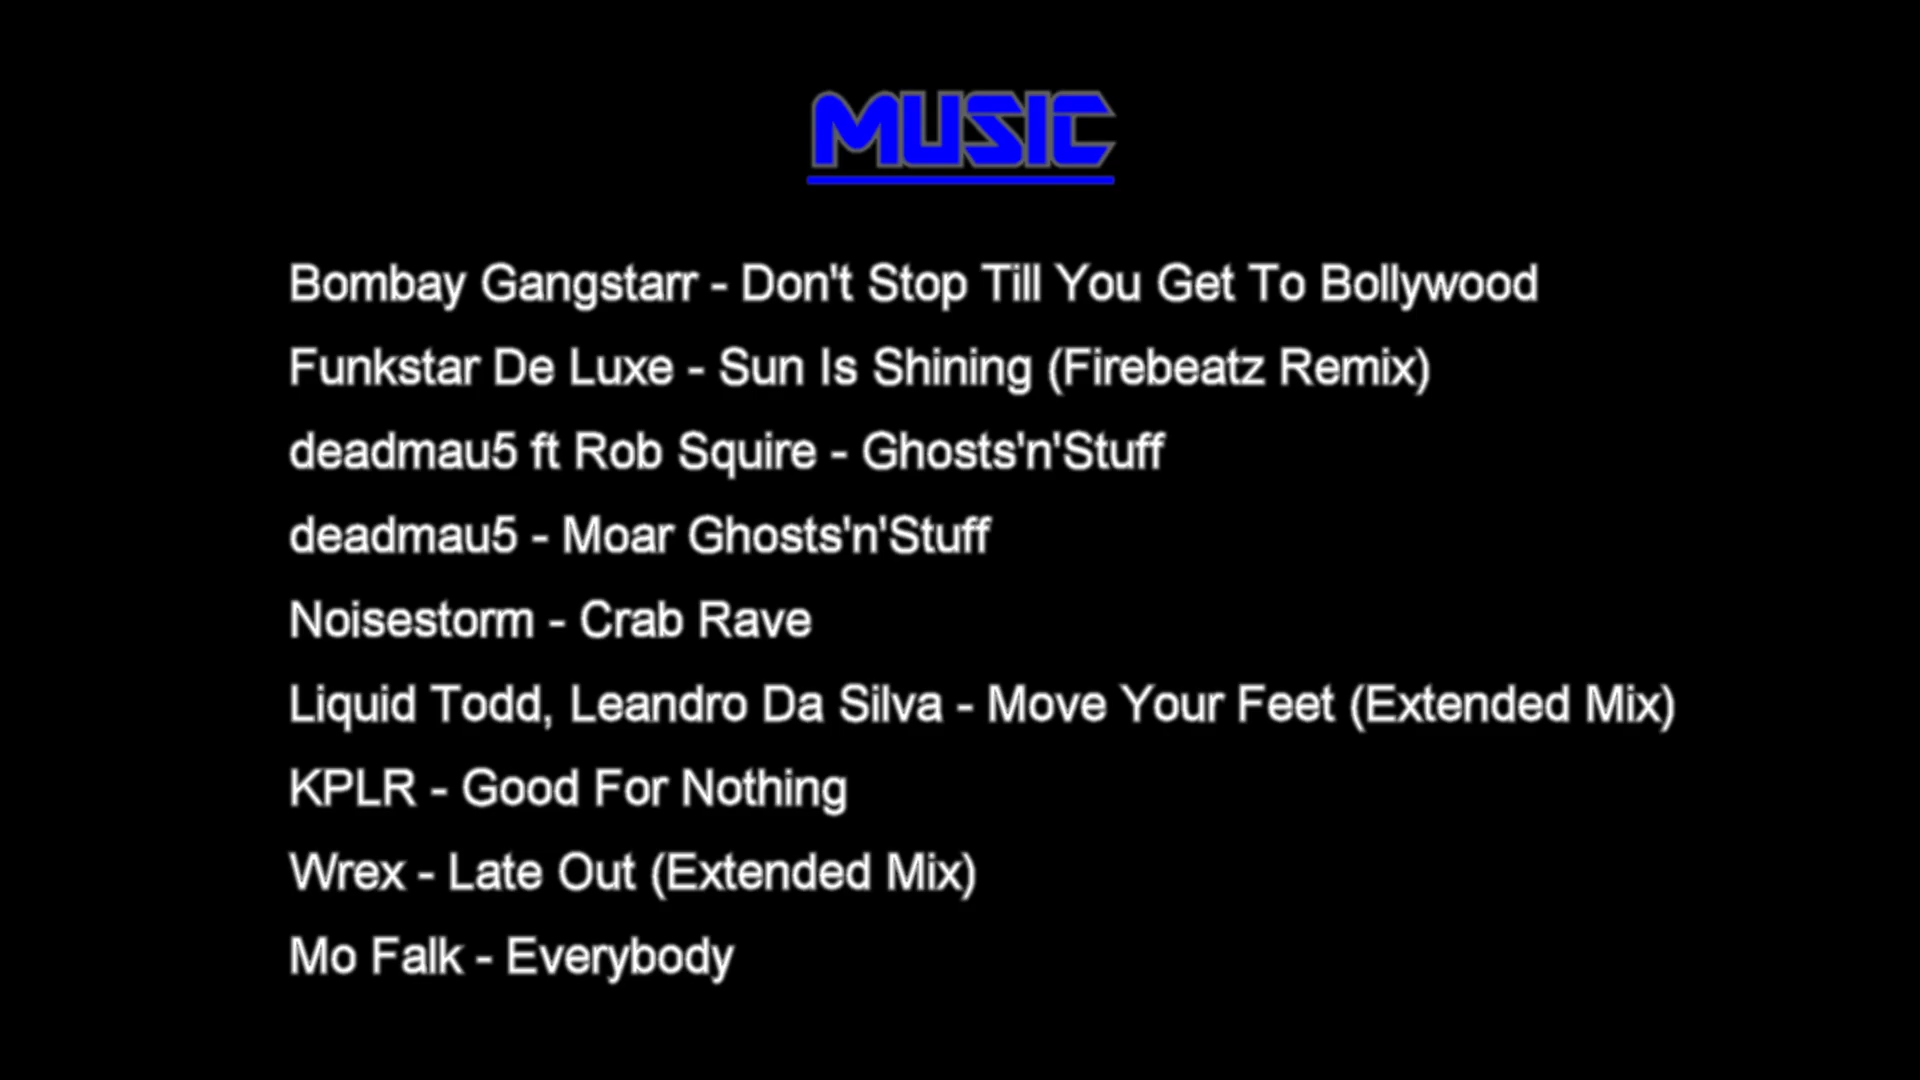 MUSIC
Bombay Gangstarr - Don't Stop Till You Get To Bollywood
Funkstar De Luxe - Sun Is Shining (Firebeatz Remix)
deadmau5 ft Rob Squire - Ghosts'n'Stuff
deadmau5 - Moar Ghosts'n'Stuff
Noisestorm - Crab Rave
Liquid Todd, Leandro Da Silva - Move Your Feet (Extended Mix)
KPLR - Good For Nothing
Wrex - Late Out (Extended Mix)
Mo Falk - Everybody